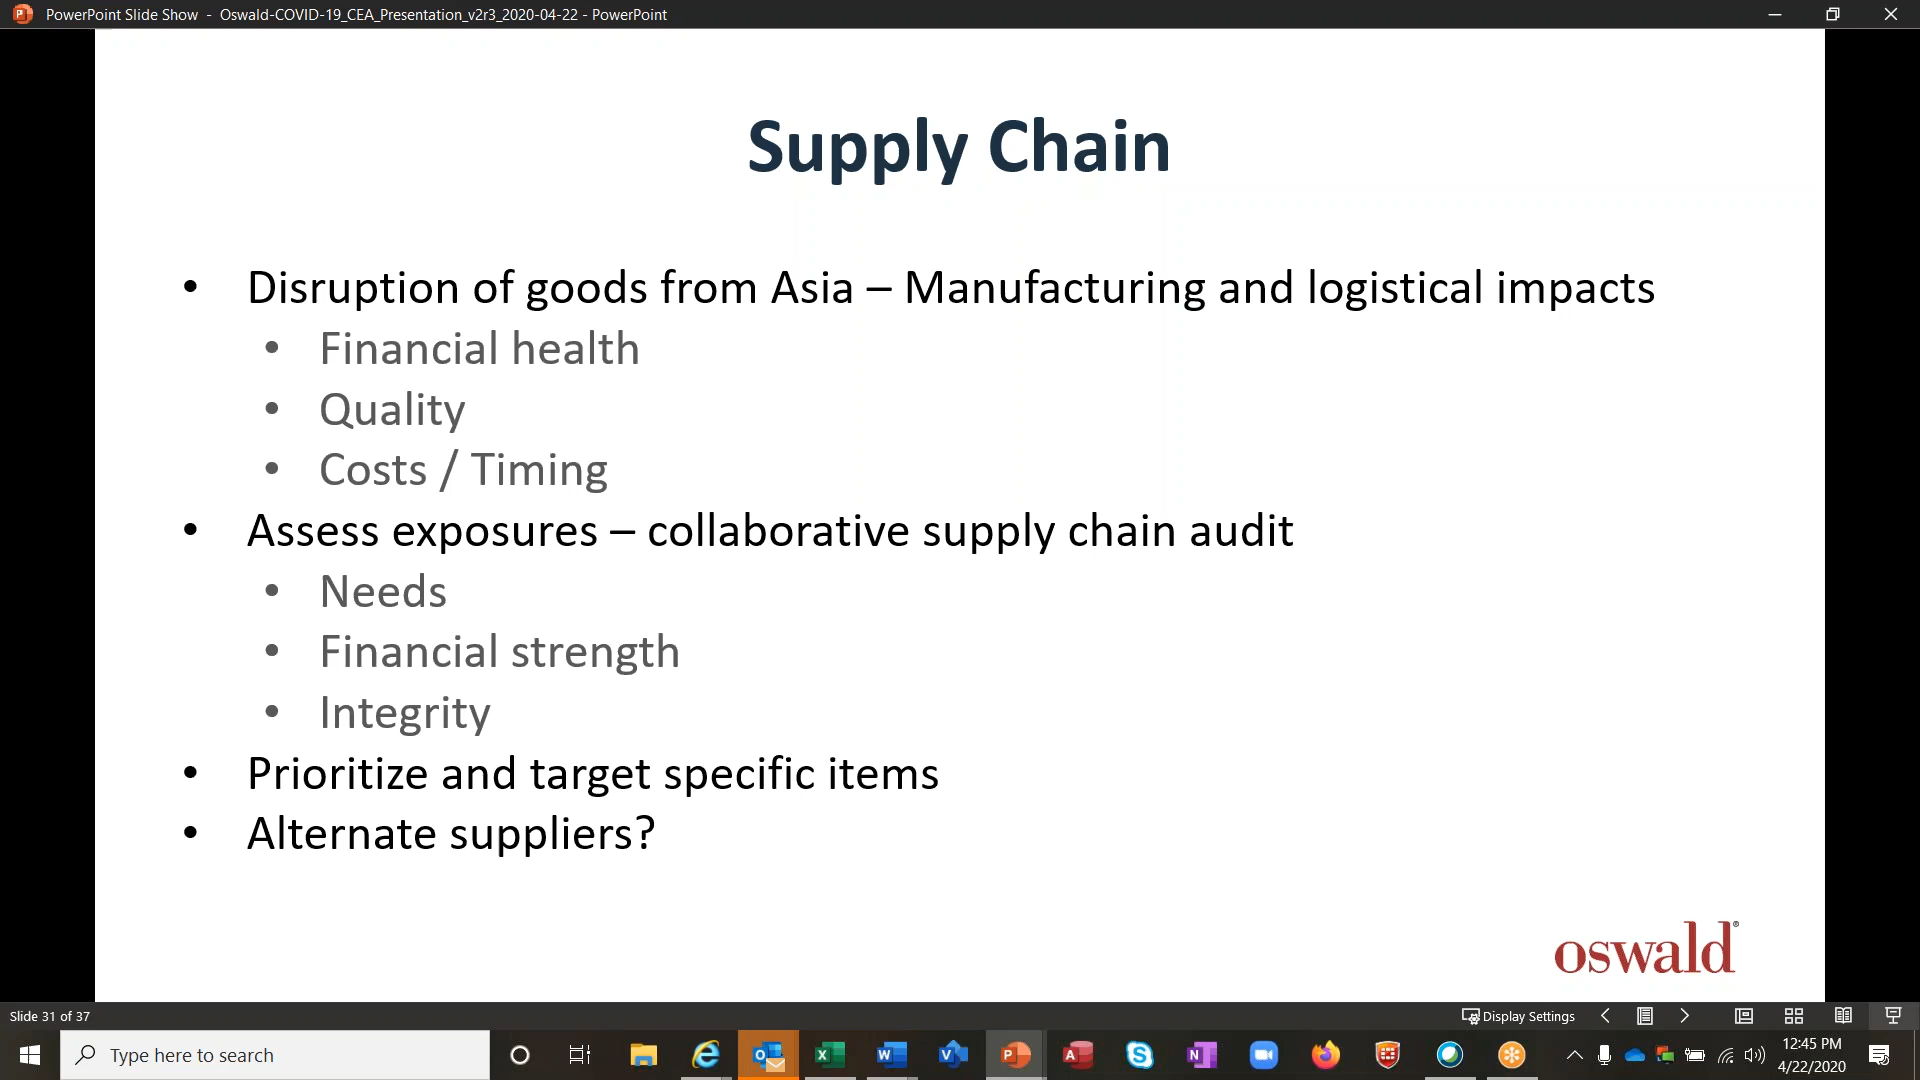 PowerPoint Slide Show - Oswald-COVID-19_CEA_Presentation_v2r3_2020-04-22 - PowerPoint
Supply Chain
• Disruption of goods from Asia – Manufacturing and logistical impacts
• Financial health
• Quality
• Costs / Timing
• Assess exposures – collaborative supply chain audit
• Needs
• Financial strength
• Integrity
• Prioritize and target specific items
• Alternate suppliers?
oswald®
Slide 31 of 37
Display Settings
Type here to search
12:45 PM
4/22/2020